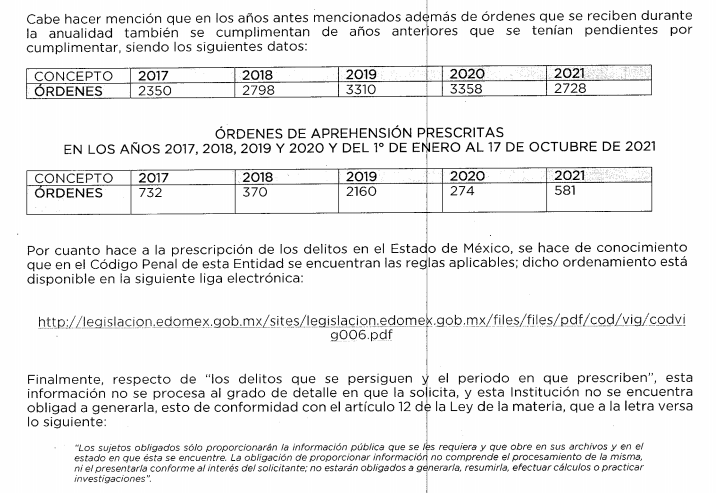 Cabe hacer mención que en los años antes mencionados además de órdenes que se reciben durante
la anualidad también se cumplimentan de años anteriores que se tenían pendientes por
cumplimentar, siendo los siguientes datos:
CONCEPTO 2017 2018 2019 2020 2021
ÓRDENES 2350 2798 3310 3358 2728
ÓRDENES DE APREHENSIÓN PRESCRITAS
EN LOS AÑOS 2017, 2018, 2019 Y 2020 Y DEL 1° DE ENERO AL 17 DE OCTUBRE DE 2021
CONCEPTO 2017 2018 2019 2020 2021
ÓRDENES 732 370 2160 274 581
Por cuanto hace a la prescripción de los delitos en el Estado de México, se hace de conocimiento
que en el Código Penal de esta Entidad se encuentran las reglas aplicables; dicho ordenamiento está
disponible en la siguiente liga electrónica:
http://legislacion.edomex.gob.mx/sites/legislacion.edomex.gob.mx/files/files/pdf/cod/vig/codvi
g006.pdf
Finalmente, respecto de “los delitos que se persiguen y el periodo en que prescriben”, esta
información no se procesa al grado de detalle en que la solicita, y esta Institución no se encuentra
obligad a generarla, esto de conformidad con el artículo 12 de la Ley de la materia, que a la letra versa
lo siguiente:
“Los sujetos obligados sólo proporcionarán la información pública que se les requiera y que obre en sus archivos y en el
estado en que ésta se encuentre. La obligación de proporcionar información no comprende el procesamiento de la misma,
ni el presentarla conforme al interés del solicitante; no estarán obligados a generarla, resumirla, efectuar cálculos o practicar
investigaciones”.